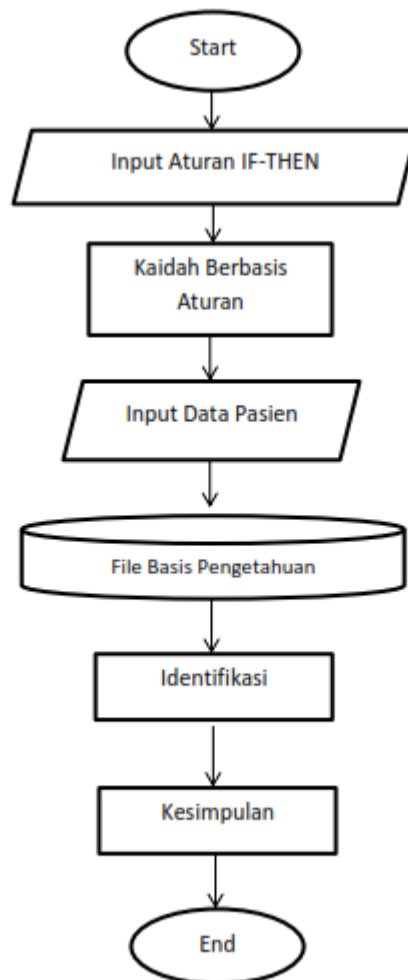 Start
Input Aturan IF-THEN
Kaidah Berbasis
Aturan
Input Data Pasien
File Basis Pengetahuan
Identifikasi
Kesimpulan
End